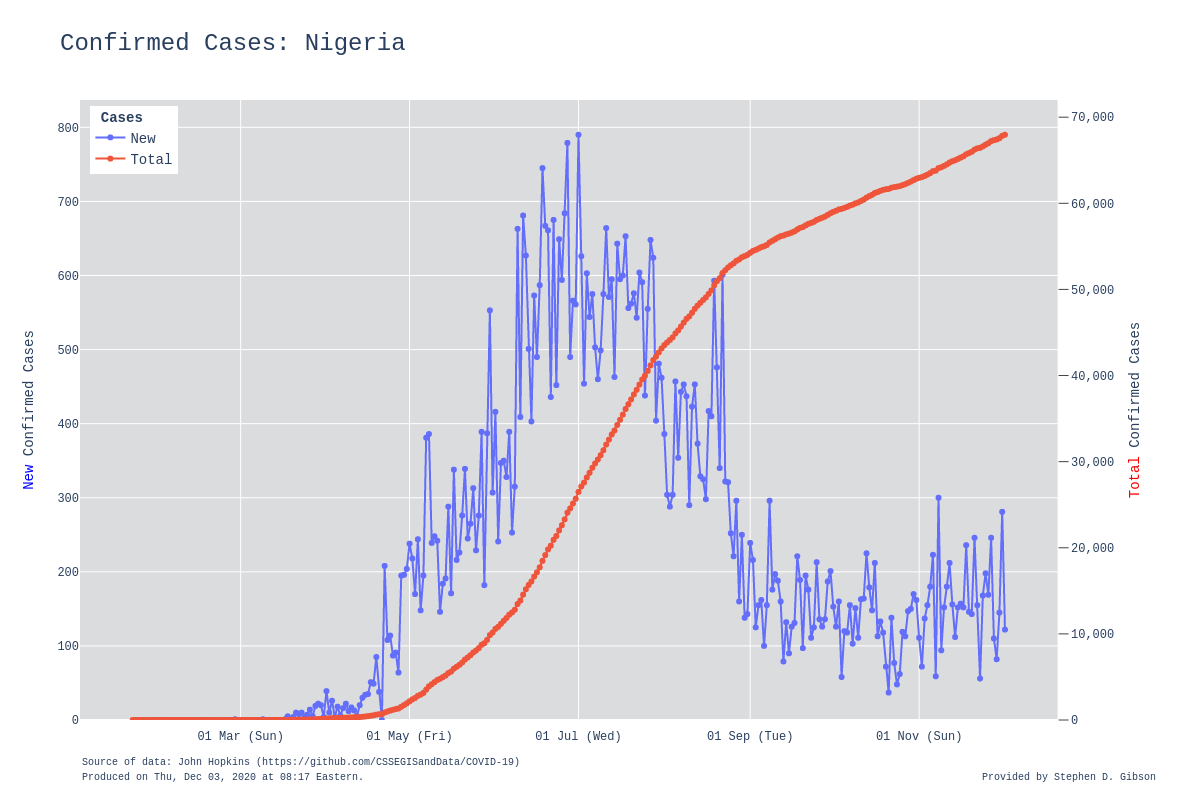 Confirmed Cases: Nigeria
Cases
New
Total
800
700
600
500
400
300
200
100
0
New Confirmed Cases
70,000
60,000
50,000
40,000
30,000
20,000
10,000
0
Total Confirmed Cases
01 Mar (Sun) 01 May (Fri) 01 Jul (Wed) 01 Sep (Tue) 01 Nov (Sun)
Source of data: John Hopkins (https://github.com/CSSEGISandData/COVID-19)
Produced on Thu, Dec 03, 2020 at 08:17 Eastern.
Provided by Stephen D. Gibson